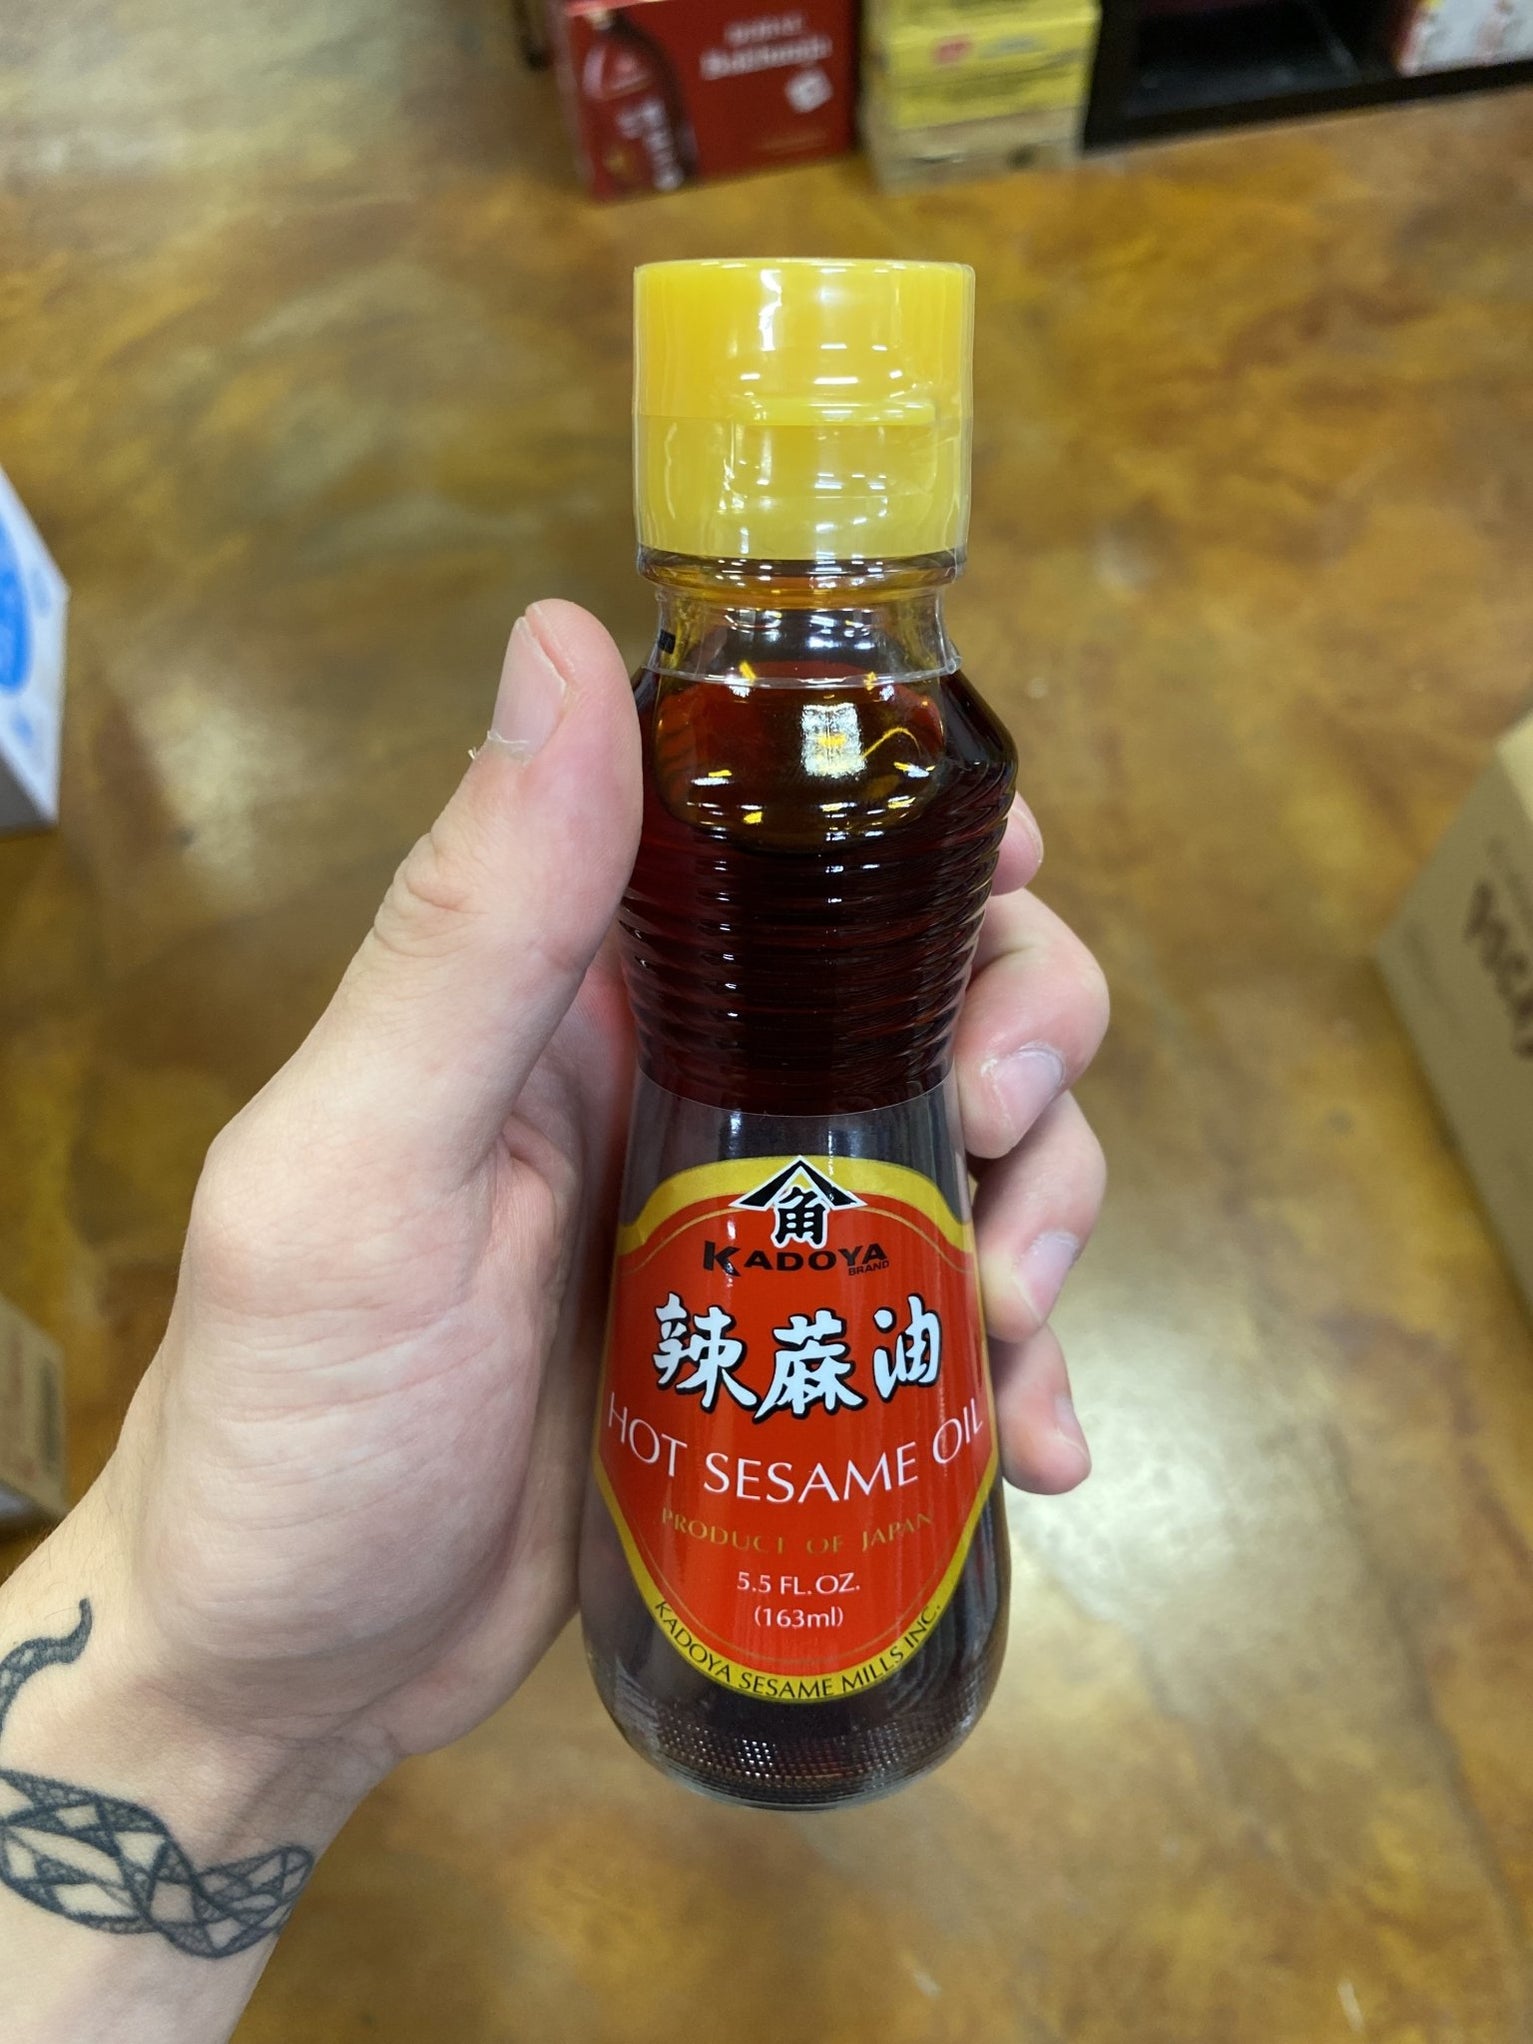 角
KADOYA
BRAND
辣蔴油
HOT SESAME OIL
PRODUCT OF JAPAN
5.5 FL. OZ.
(163ml)
KADOYA SESAME MILLS INC.